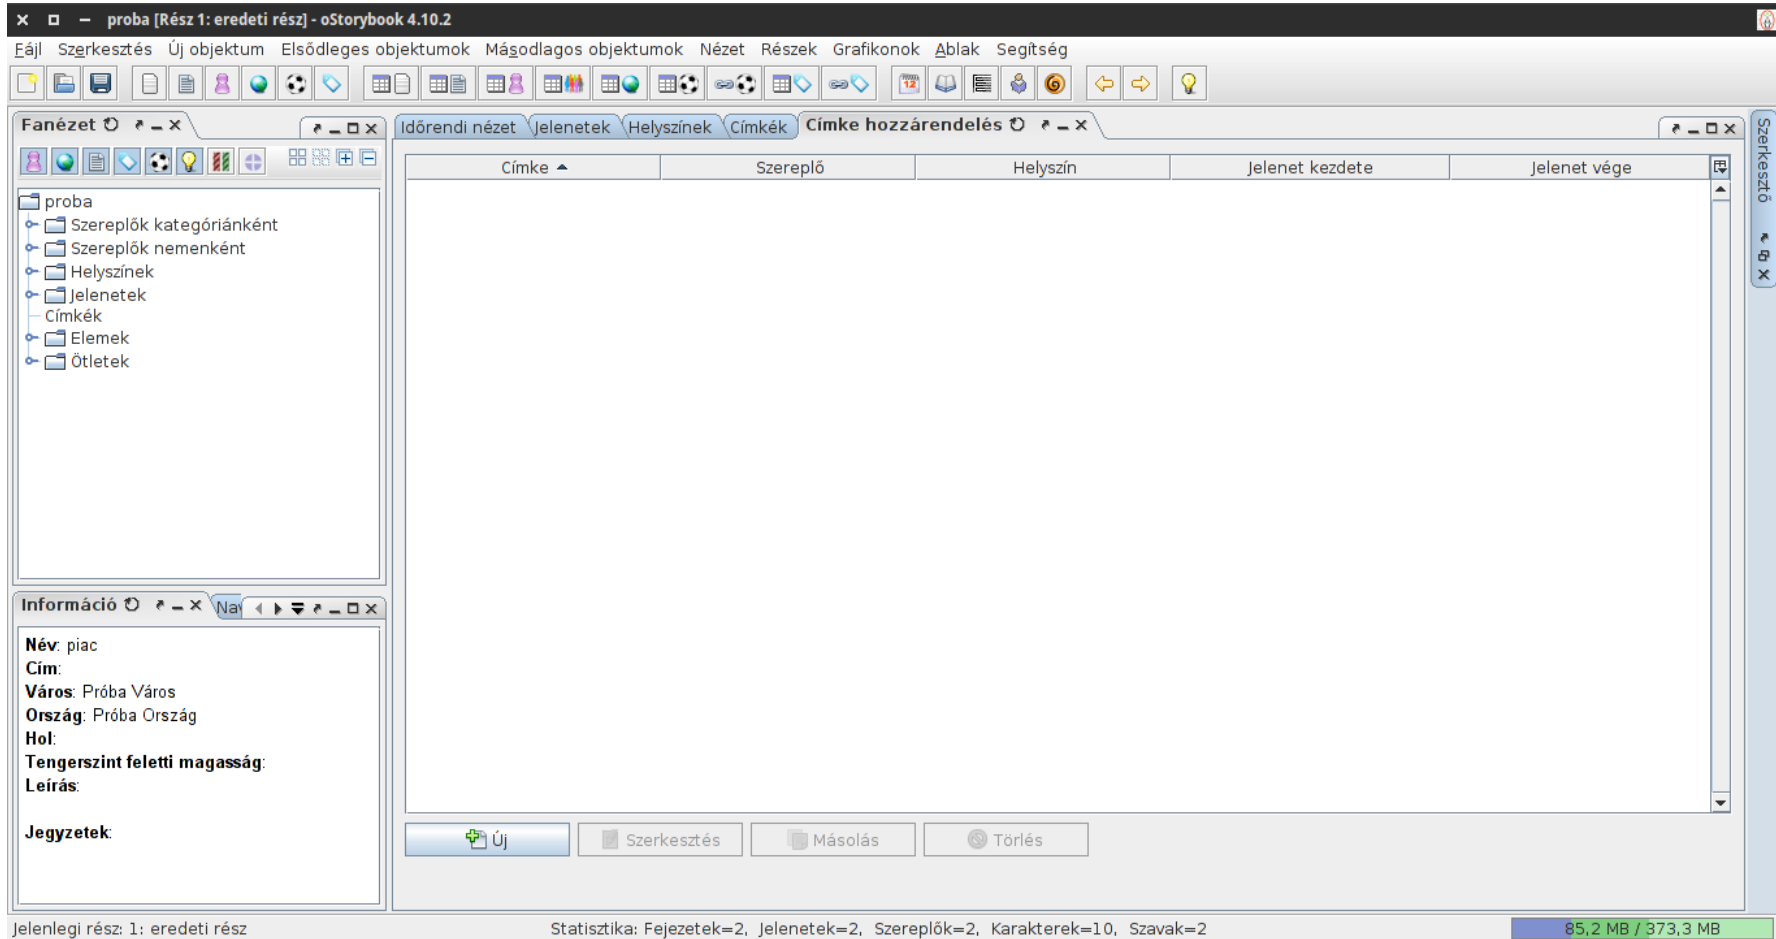 proba [Rész 1: eredeti rész] - oStorybook 4.10.2
Fájl Szerkesztés Új objektum Elsődleges objektumok Másodlagos objektumok Nézet Részek Grafikonok Ablak Segítség
12
Fanézet
Időrendi nézet Jelenetek Helyszínek Címkék Címke hozzárendelés
Szerkesztő
Címke Szereplő Helyszín Jelenet kezdete Jelenet vége
proba
Szereplők kategóriánként
Szereplők nemenként
Helyszínek
Jelenetek
Címkék
Elemek
Ötletek
Információ Nav
Név: piac
Cím:
Város: Próba Város
Ország: Próba Ország
Hol:
Tengerszint feletti magasság:
Leírás:
Jegyzetek:
Új Szerkesztés Másolás Törlés
Jelenlegi rész: 1: eredeti rész
Statisztika: Fejezetek=2, Jelenetek=2, Szereplők=2, Karakterek=10, Szavak=2
85,2 MB / 373,3 MB